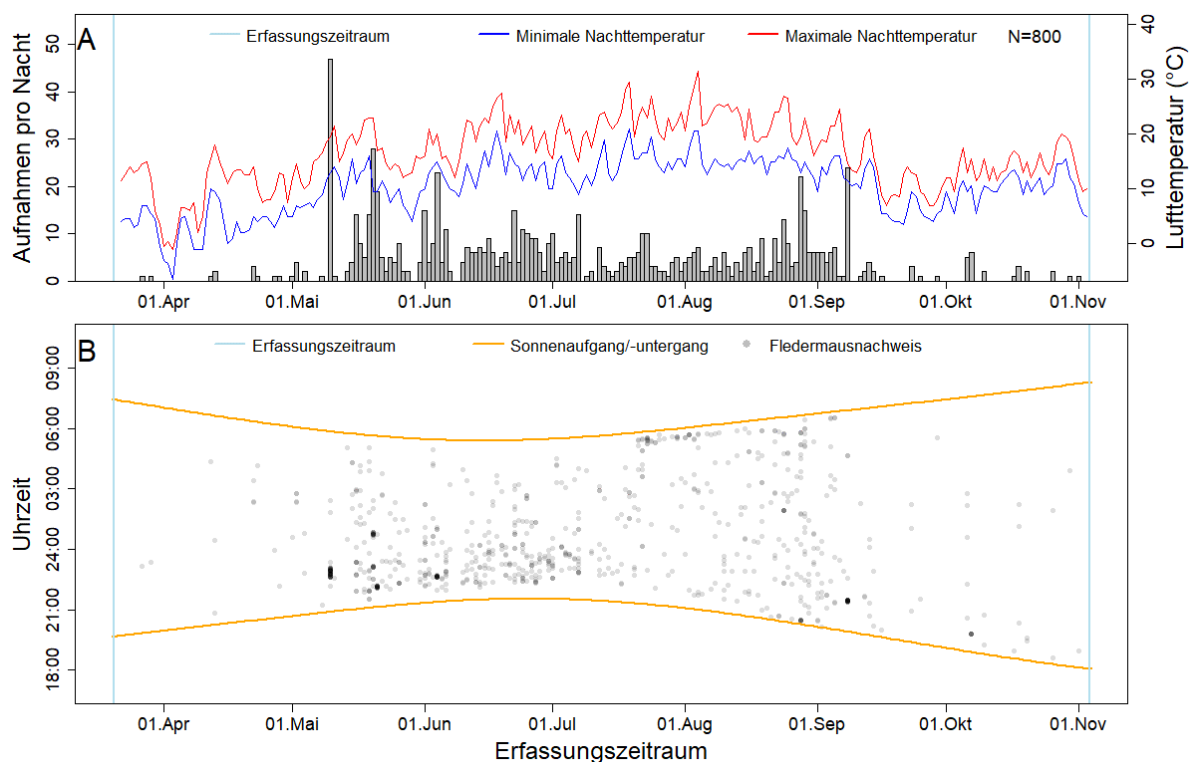 A
Erfassungszeitraum
Minimale Nachttemperatur
Maximale Nachttemperatur
N=800
Aufnahmen pro Nacht
50
40
30
20
10
0
Lufttemperatur (°C)
40
30
20
10
0
01.Apr
01.Mai
01.Jun
01.Jul
01.Aug
01.Sep
01.Okt
01.Nov
B
Erfassungszeitraum
Sonnenaufgang/-untergang
Fledermausnachweis
Uhrzeit
09:00
06:00
03:00
24:00
21:00
18:00
01.Apr
01.Mai
01.Jun
01.Jul
01.Aug
01.Sep
01.Okt
01.Nov
Erfassungszeitraum